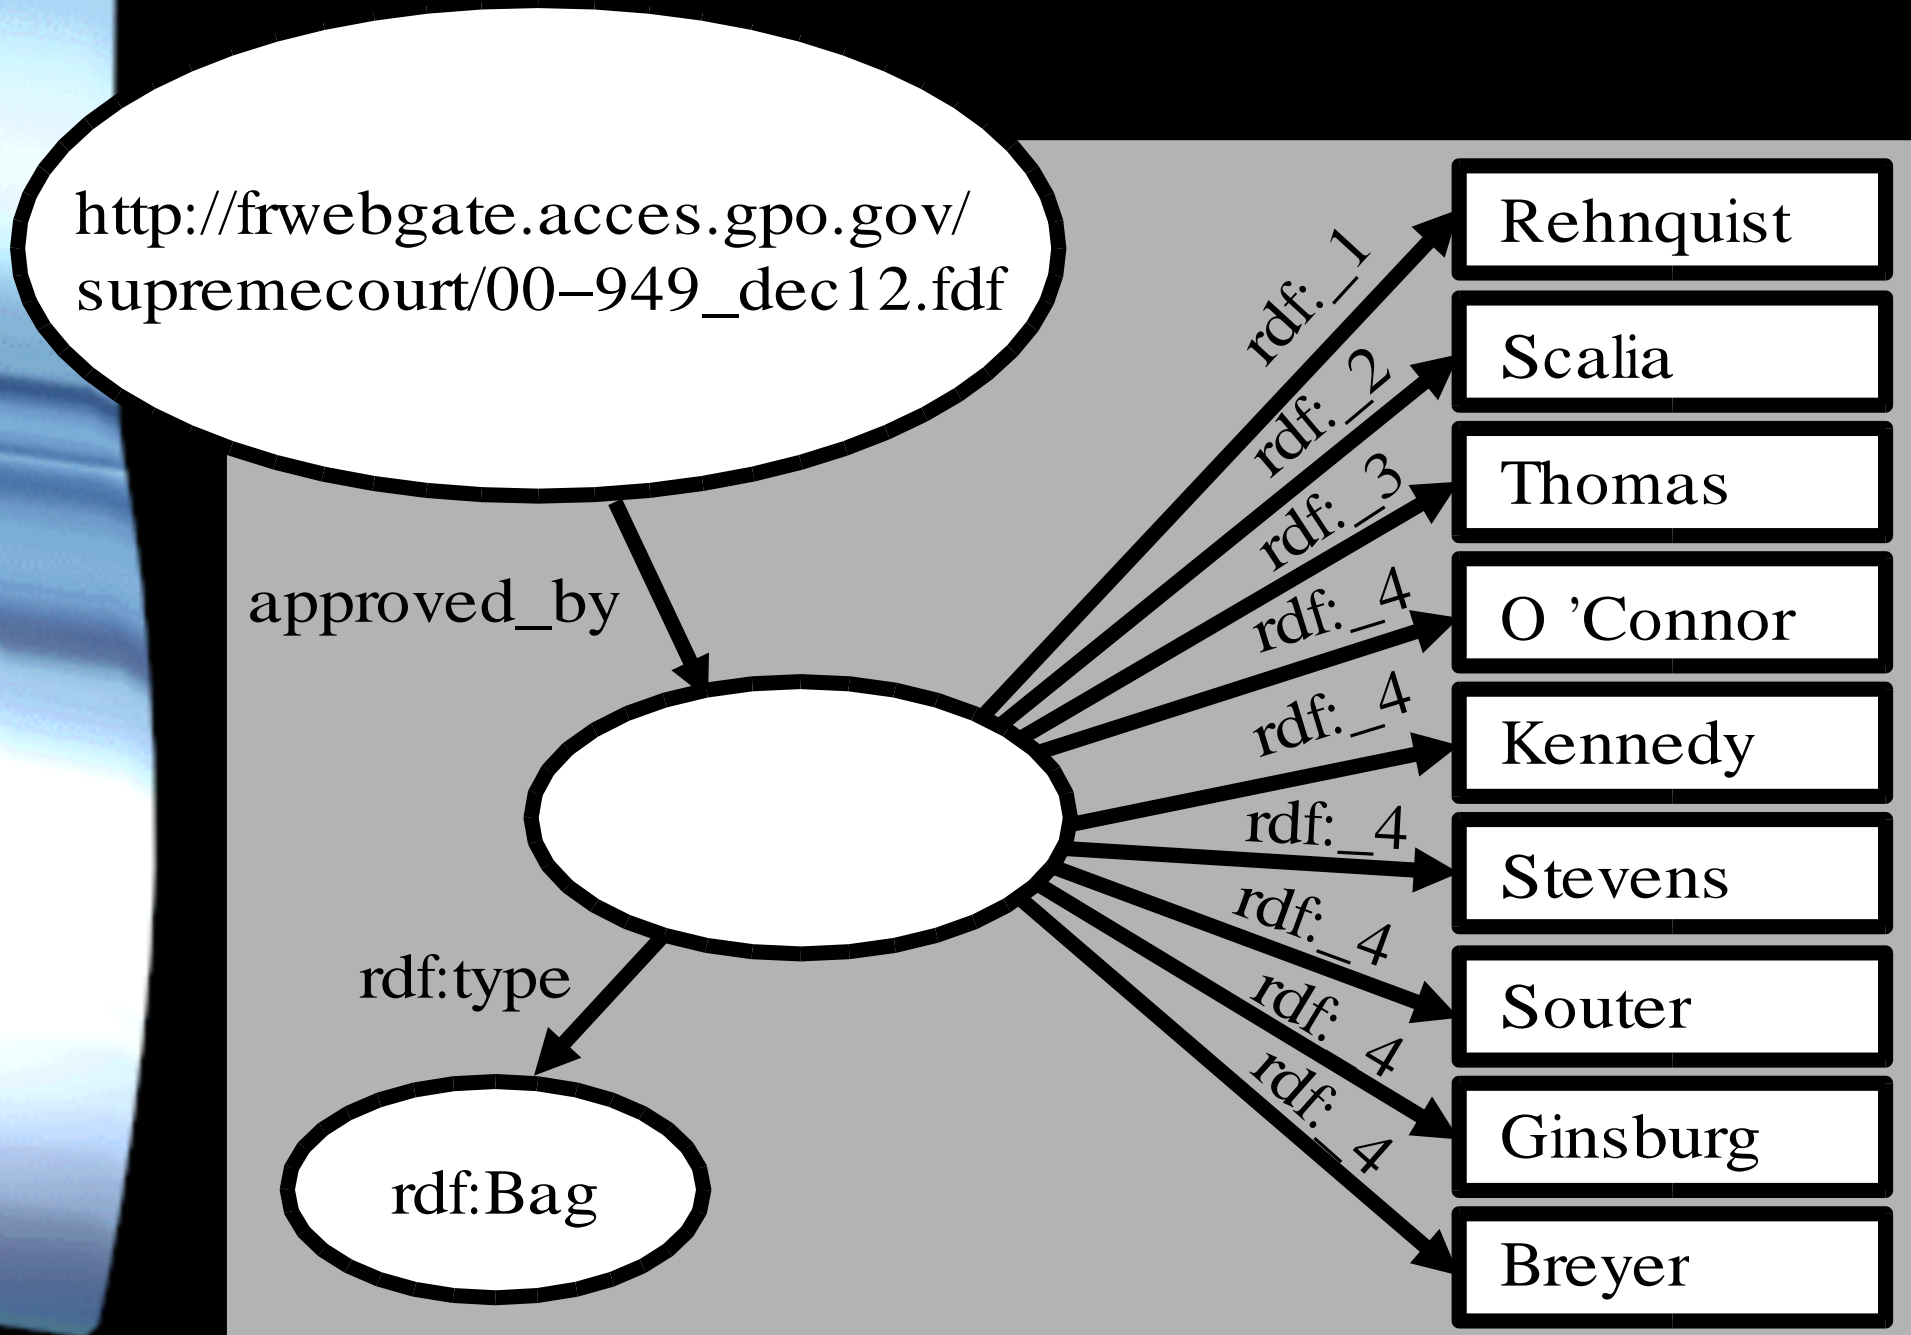 http://frwebgate.acces.gpo.gov/
supremecourt/00–949_dec12.fdf
approved_by
rdf:type
rdf:Bag
rdf:_1
Rehnquist
rdf:_2
Scalia
rdf:_3
Thomas
rdf:_4
O ’Connor
rdf:_4
Kennedy
rdf:_4
Stevens
rdf:_4
Souter
rdf:_4
Ginsburg
rdf:_4
Breyer